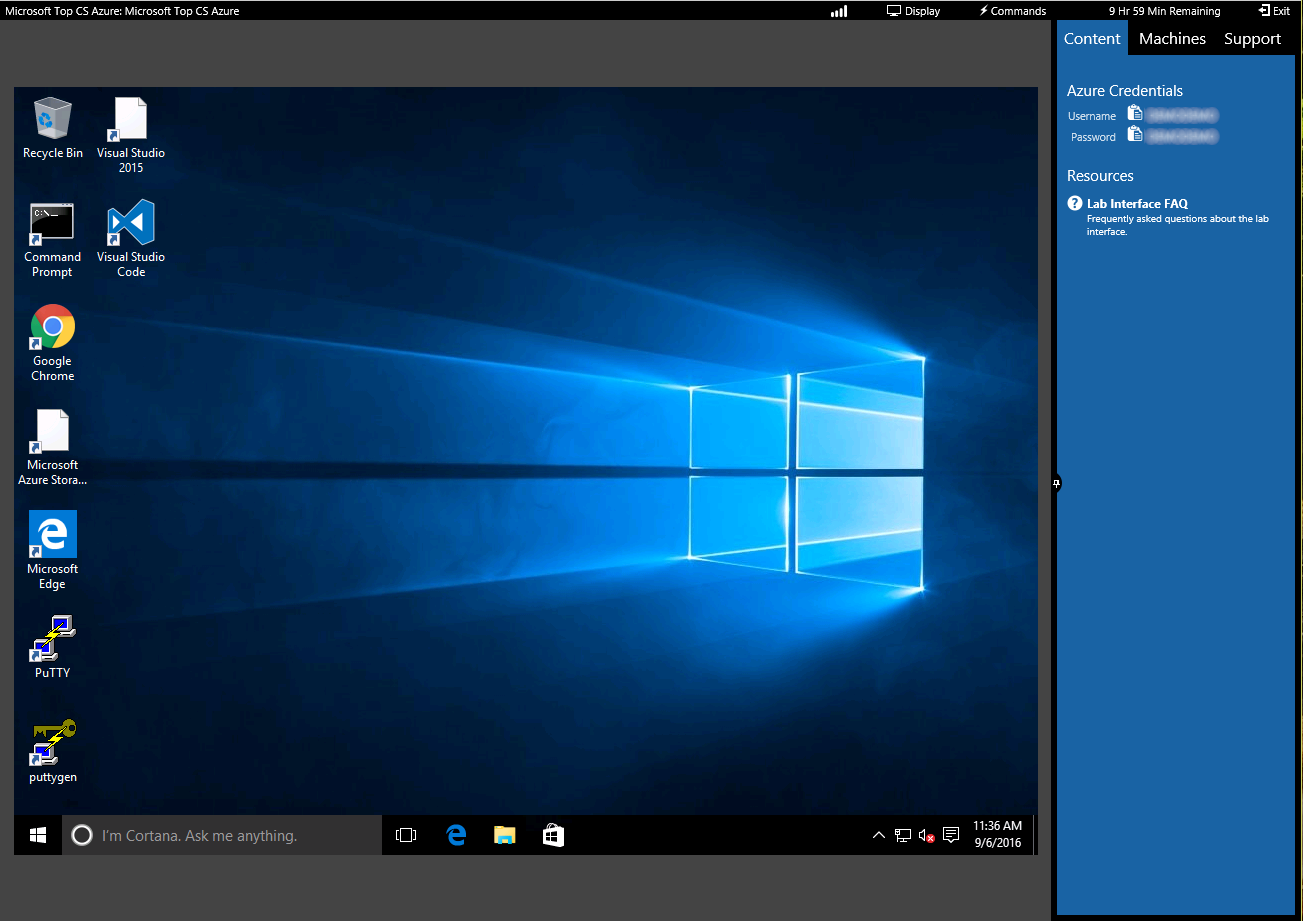 Microsoft Top CS Azure: Microsoft Top CS Azure
Display
Commands
9 Hr 59 Min Remaining
Exit
Content
Machines
Support
Azure Credentials
Username
Password
Resources
Lab Interface FAQ
Frequently asked questions about the lab
interface.
Recycle Bin
Visual Studio
2015
C:\_
Command
Prompt
Visual Studio
Code
Google
Chrome
Microsoft
Azure Stora...
Microsoft
Edge
PuTTY
puttygen
I'm Cortana. Ask me anything.
11:36 AM
9/6/2016